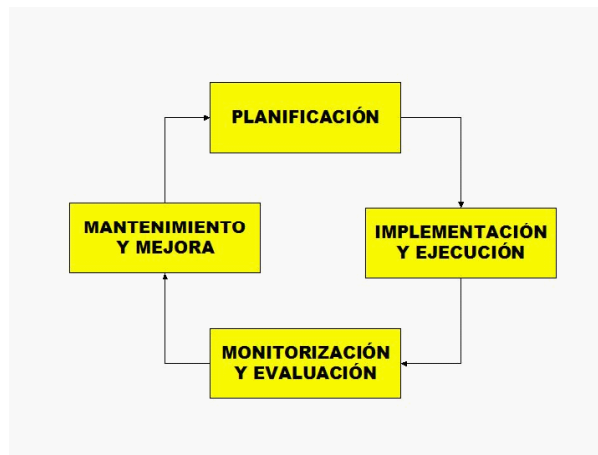 PLANIFICACIÓN
IMPLEMENTACIÓN
Y EJECUCIÓN
MONITORIZACIÓN
Y EVALUACIÓN
MANTENIMIENTO
Y MEJORA